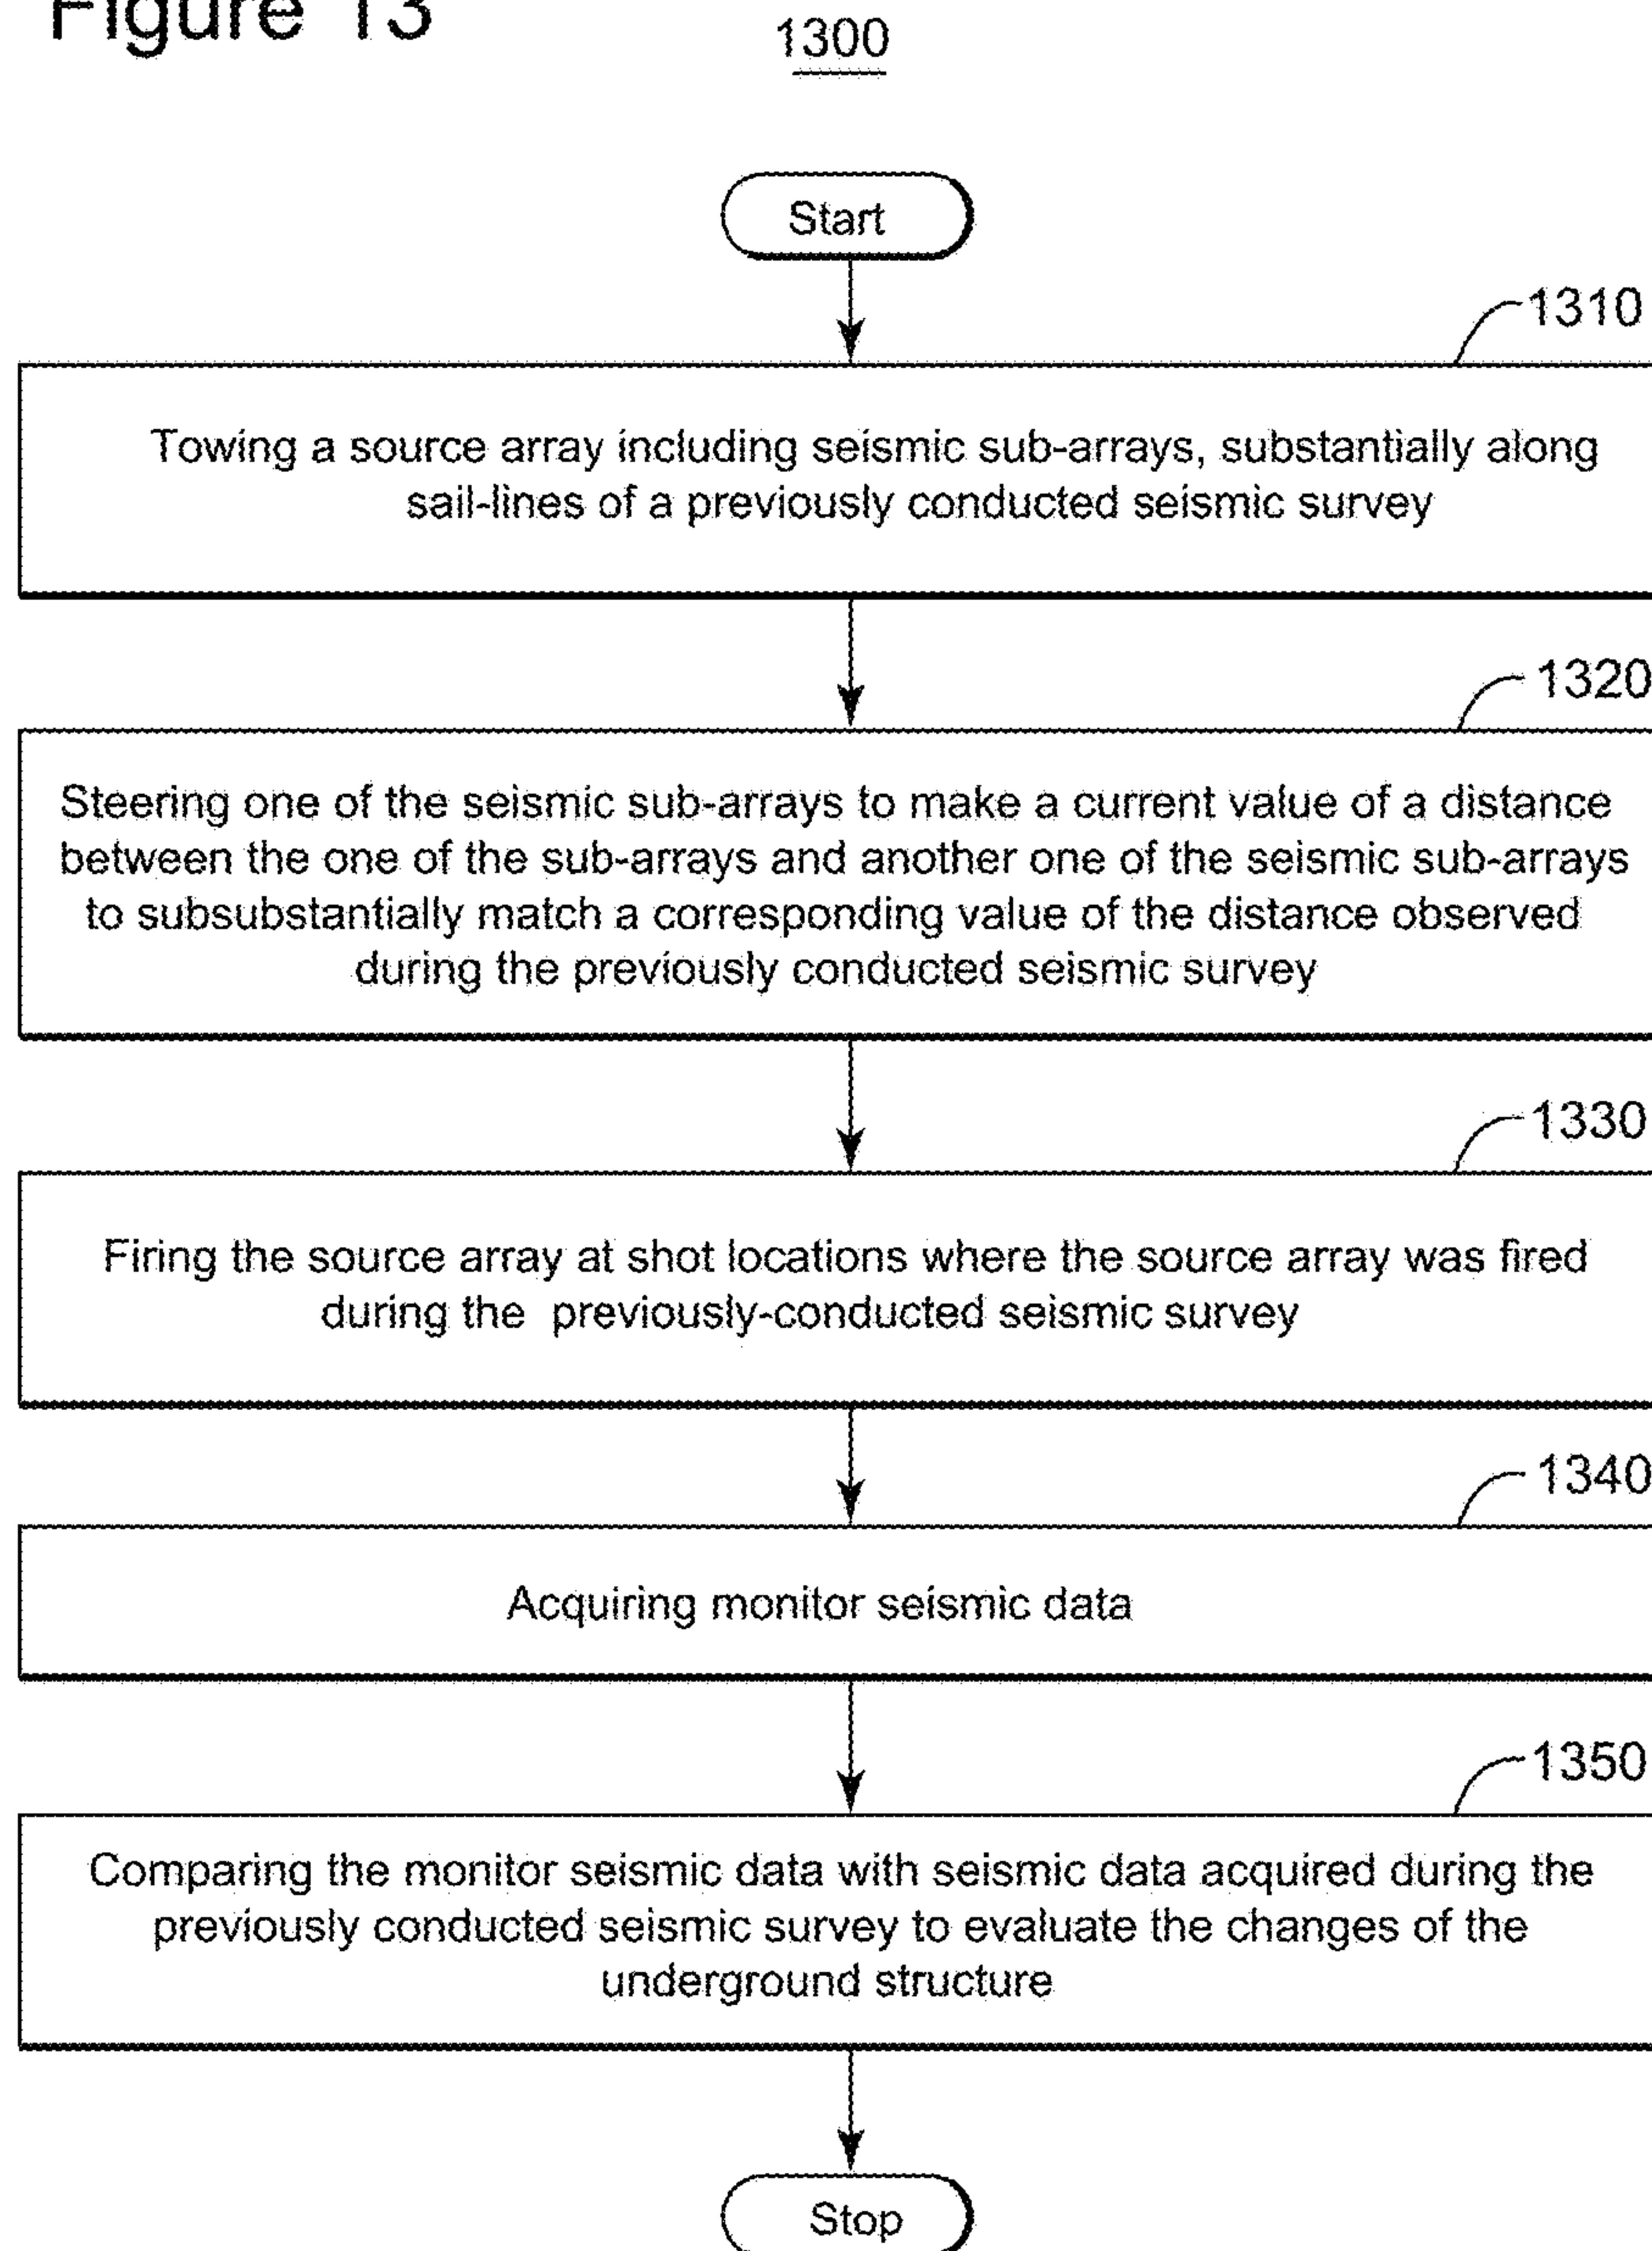 Figure 13
1300
Start
1310
Towing a source array including seismic sub-arrays, substantially along
sail-lines of a previously conducted seismic survey
1320
Steering one of the seismic sub-arrays to make a current value of a distance
between the one of the sub-arrays and another one of the seismic sub-arrays
to subsubstantially match a corresponding value of the distance observed
during the previously conducted seismic survey
1330
Firing the source array at shot locations where the source array was fired
during the previously-conducted seismic survey
1340
Acquiring monitor seismic data
1350
Comparing the monitor seismic data with seismic data acquired during the
previously conducted seismic survey to evaluate the changes of the
underground structure
Stop